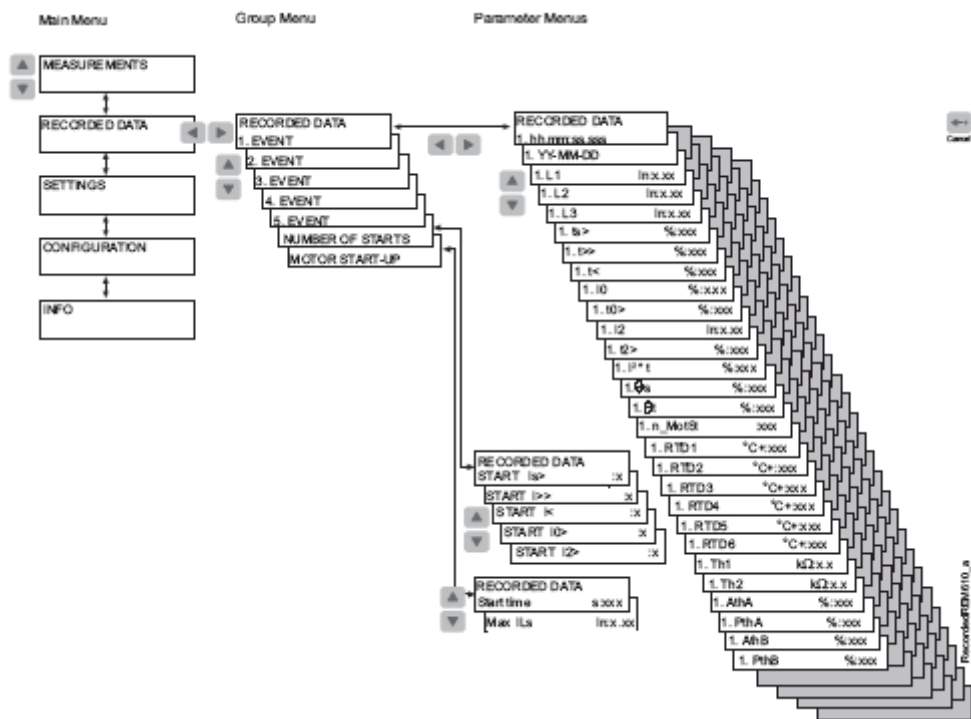 Main Menu
Group Menu
Parameter Menus
MEASUREMENTS
RECORDED DATA
SETTINGS
CONFIGURATION
INFO
RECORDED DATA
1. EVENT
2. EVENT
3. EVENT
4. EVENT
5. EVENT
NUMBER OF STARTS
MOTOR START-UP
RECORDED DATA
1. hh.mm:ss.sss
1. YY-MM-DD
1. L1 In:x.xx
1. L2 In:x.xx
1. L3 In:x.xx
1. ts> %:xxx
1. t>> %:xxx
1. t< %:xxx
1. I0 %:xxx
1. t0> %:xxx
1. I2 In:x.xx
1. t2> %:xxx
1. I²*t %:xxx
1. θs %:xxx
1. θt %:xxx
1. n_MotSt :xxx
1. RTD1 °C+:xxx
1. RTD2 °C+:xxx
1. RTD3 °C+:xxx
1. RTD4 °C+:xxx
1. RTD5 °C+:xxx
1. RTD6 °C+:xxx
1. Th1 kΩ:x.x
1. Th2 kΩ:x.x
1. AthA %:xxx
1. PthA %:xxx
1. AthB %:xxx
1. PthB %:xxx
RECORDED DATA
START Is> :x
START I>> :x
START I< :x
START I0> :x
START I2> :x
RECORDED DATA
Start time s:xxx
Max ILs In:x.xx
Cancel
RecordedREM610_a